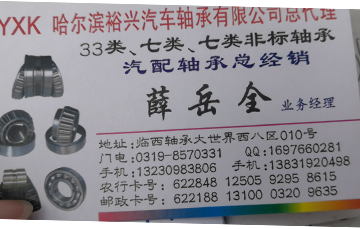 YXK 哈尔滨裕兴汽车轴承有限公司总代理
33类、七类、七类非标轴承
汽配轴承总经销
薛岳全 业务经理
地址:临西轴承大世界西八区010号
门电:0319-8570331 QQ:1697660281
手机:13230983806 手机:13831920498
农行卡号:622848 12505 9295 8615
邮政卡号:622188 13100 0320 9635